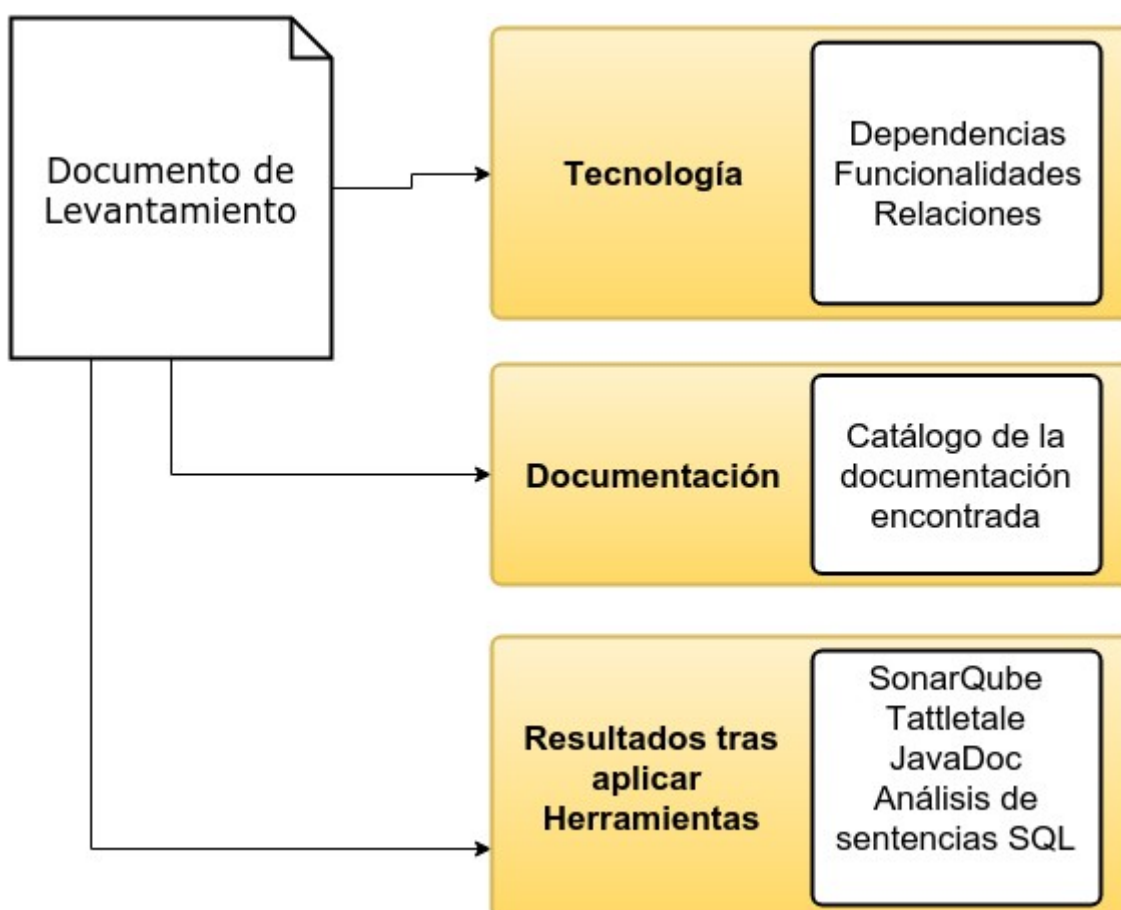 Documento de
Levantamiento
Tecnología
Dependencias
Funcionalidades
Relaciones
Documentación
Catálogo de la
documentación
encontrada
Resultados tras
aplicar
Herramientas
SonarQube
Tattletale
JavaDoc
Análisis de
sentencias SQL